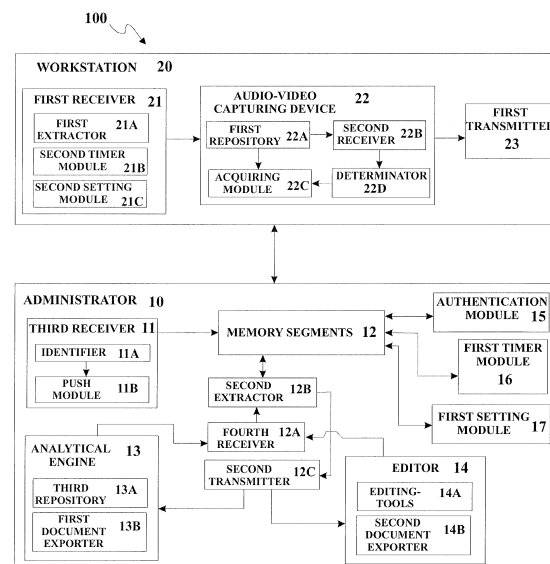 100
WORKSTATION 20
FIRST RECEIVER 21
FIRST
EXTRACTOR 21A
SECOND TIMER
MODULE 21B
SECOND SETTING
MODULE 21C
AUDIO-VIDEO
CAPTURING DEVICE 22
FIRST
REPOSITORY 22A
SECOND
RECEIVER 22B
ACQUIRING
MODULE 22C
DETERMINATOR
22D
FIRST
TRANSMITTER
23
ADMINISTRATOR 10
THIRD RECEIVER 11
IDENTIFIER 11A
PUSH
MODULE 11B
MEMORY SEGMENTS 12
SECOND
EXTRACTOR 12B
FOURTH
RECEIVER 12A
SECOND
TRANSMITTER 12C
AUTHENTICATION
MODULE 15
FIRST TIMER
MODULE
16
FIRST SETTING
MODULE 17
ANALYTICAL
ENGINE 13
THIRD
REPOSITORY 13A
FIRST
DOCUMENT 13B
EXPORTER
EDITOR 14
EDITING-
TOOLS 14A
SECOND
DOCUMENT 14B
EXPORTER